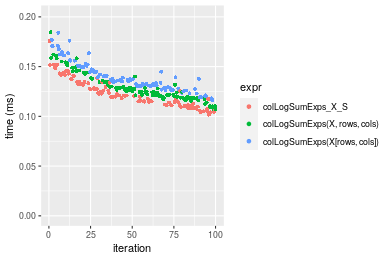 0.20
0.15
0.10
0.05
0.00
time (ms)
0
25
50
75
100
iteration
expr
colLogSumExps_X_S
colLogSumExps(X, rows, cols)
colLogSumExps(X[rows, cols])